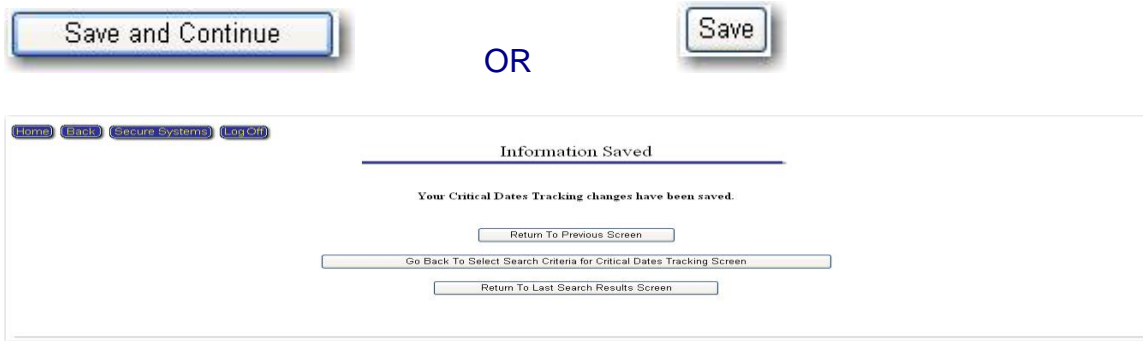 Save and Continue
OR
Save
Home Back Secure Systems Log Off
Information Saved
Your Critical Dates Tracking changes have been saved.
Return To Previous Screen
Go Back To Select Search Criteria for Critical Dates Tracking Screen
Return To Last Search Results Screen